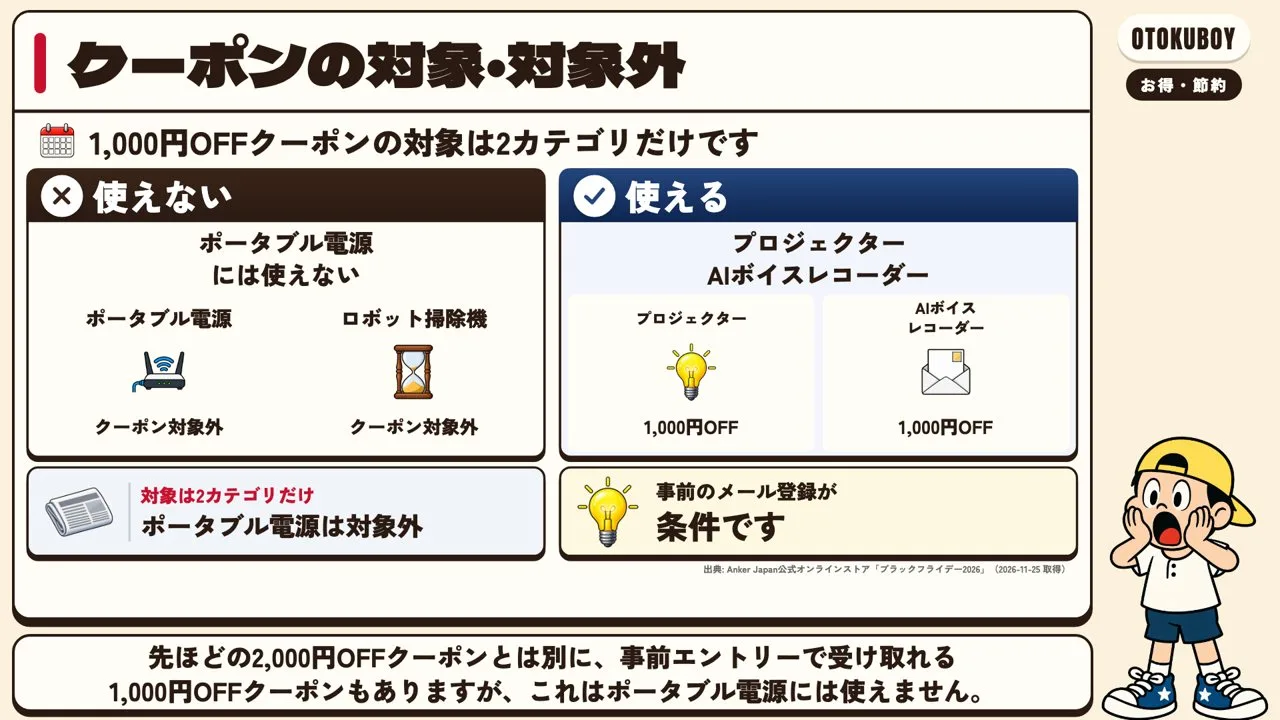 クーポンの対象・対象外
OTOKUBOY
お得・節約
1,000円OFFクーポンの対象は2カテゴリだけです
使えない
ポータブル電源
には使えない
ポータブル電源
ロボット掃除機
クーポン対象外
クーポン対象外
使える
プロジェクター
AIボイスレコーダー
プロジェクター
AIボイス
レコーダー
1,000円OFF
1,000円OFF
対象は2カテゴリだけ
ポータブル電源は対象外
事前のメール登録が
条件です
出典: Anker Japan公式オンラインストア「ブラックフライデー2026」（2026-11-25 取得）
先ほどの2,000円OFFクーポンとは別に、事前エントリーで受け取れる
1,000円OFFクーポンもありますが、これはポータブル電源には使えません。